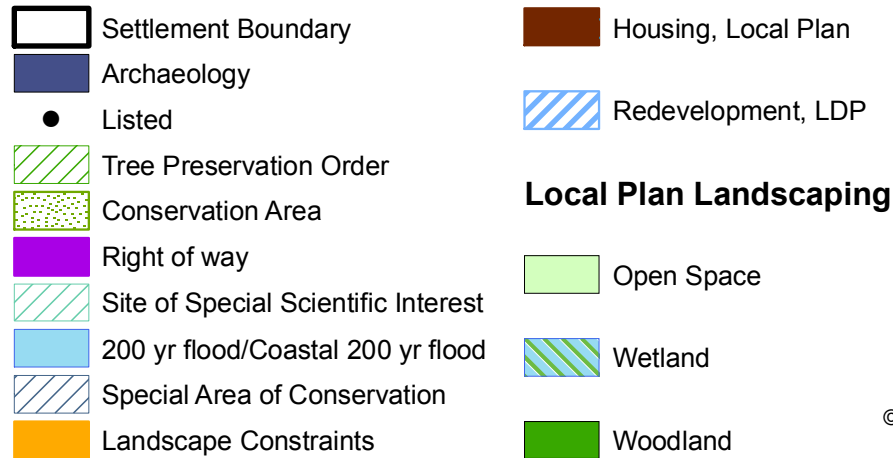 Settlement Boundary
Archaeology
Listed
Tree Preservation Order
Conservation Area
Right of way
Site of Special Scientific Interest
200 yr flood/Coastal 200 yr flood
Special Area of Conservation
Landscape Constraints
Housing, Local Plan
Redevelopment, LDP
Local Plan Landscaping
Open Space
Wetland
Woodland
©